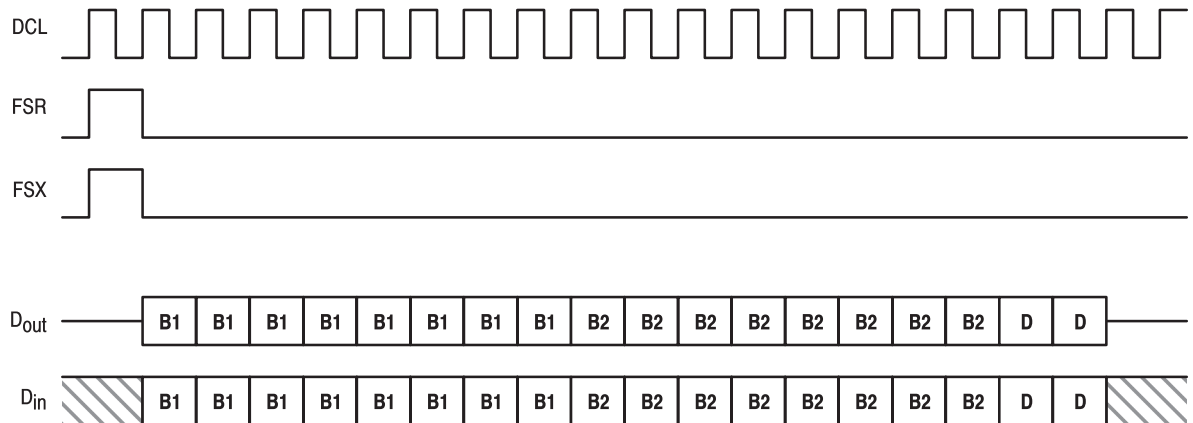 DCL
FSR
FSX
Dout B1 B1 B1 B1 B1 B1 B1 B1 B2 B2 B2 B2 B2 B2 B2 B2 D D
Din B1 B1 B1 B1 B1 B1 B1 B1 B2 B2 B2 B2 B2 B2 B2 B2 D D